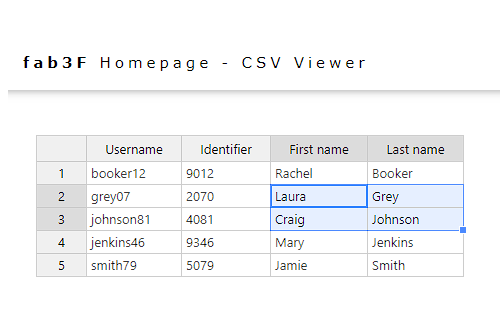 fab3F Homepage - CSV Viewer
Username Identifier First name Last name
1 booker12 9012 Rachel Booker
2 grey07 2070 Laura Grey
3 johnson81 4081 Craig Johnson
4 jenkins46 9346 Mary Jenkins
5 smith79 5079 Jamie Smith